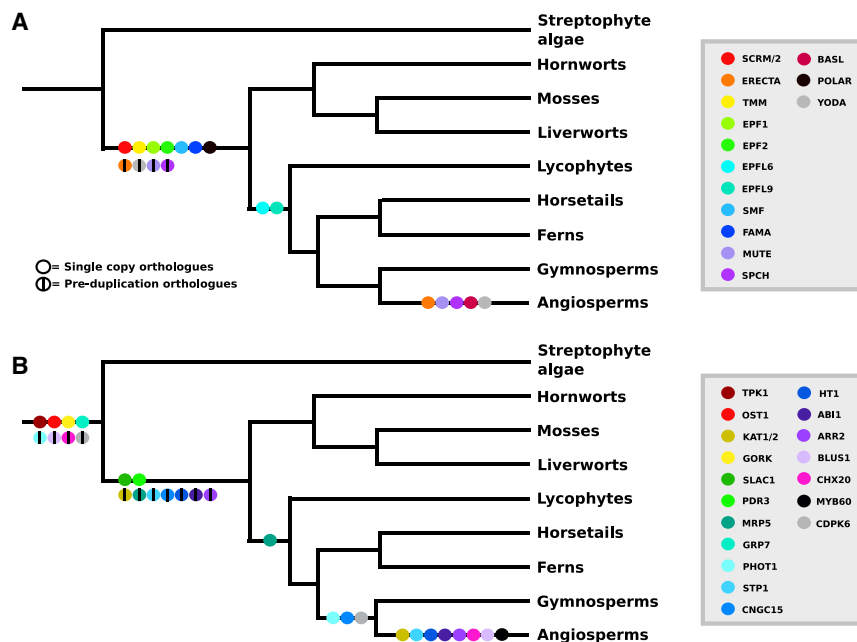 A
Streptophyte
algae
Hornworts
Mosses
Liverworts
Lycophytes
Horsetails
Ferns
Gymnosperms
Angiosperms
= Single copy orthologues
= Pre-duplication orthologues
SCRM/2
ERECTA
TMM
EPF1
EPF2
EPFL6
EPFL9
SMF
FAMA
MUTE
SPCH
BASL
POLAR
YODA
B
Streptophyte
algae
Hornworts
Mosses
Liverworts
Lycophytes
Horsetails
Ferns
Gymnosperms
Angiosperms
TPK1
OST1
KAT1/2
GORK
SLAC1
PDR3
MRP5
GRP7
PHOT1
STP1
CNGC15
HT1
ABI1
ARR2
BLUS1
CHX20
MYB60
CDPK6